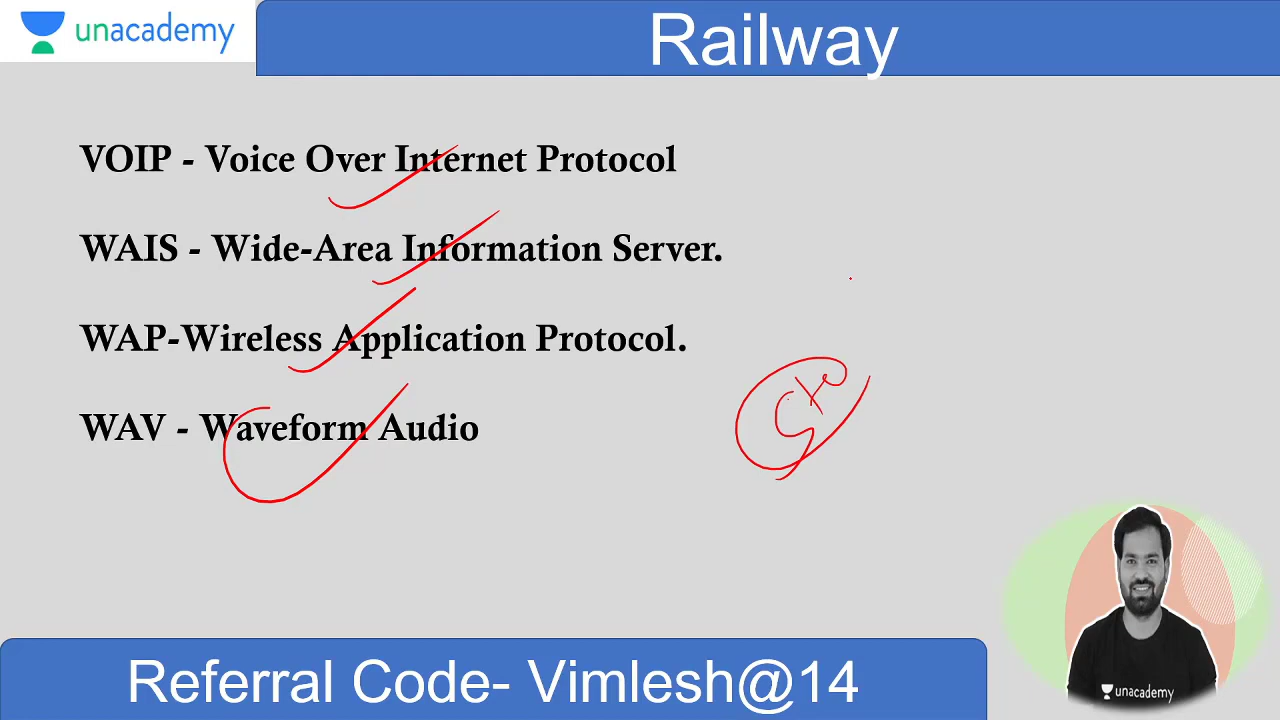 unacademy
Railway
VOIP - Voice Over Internet Protocol
WAIS - Wide-Area Information Server.
WAP-Wireless Application Protocol.
WAV - Waveform Audio
unacademy
Referral Code- Vimlesh@14